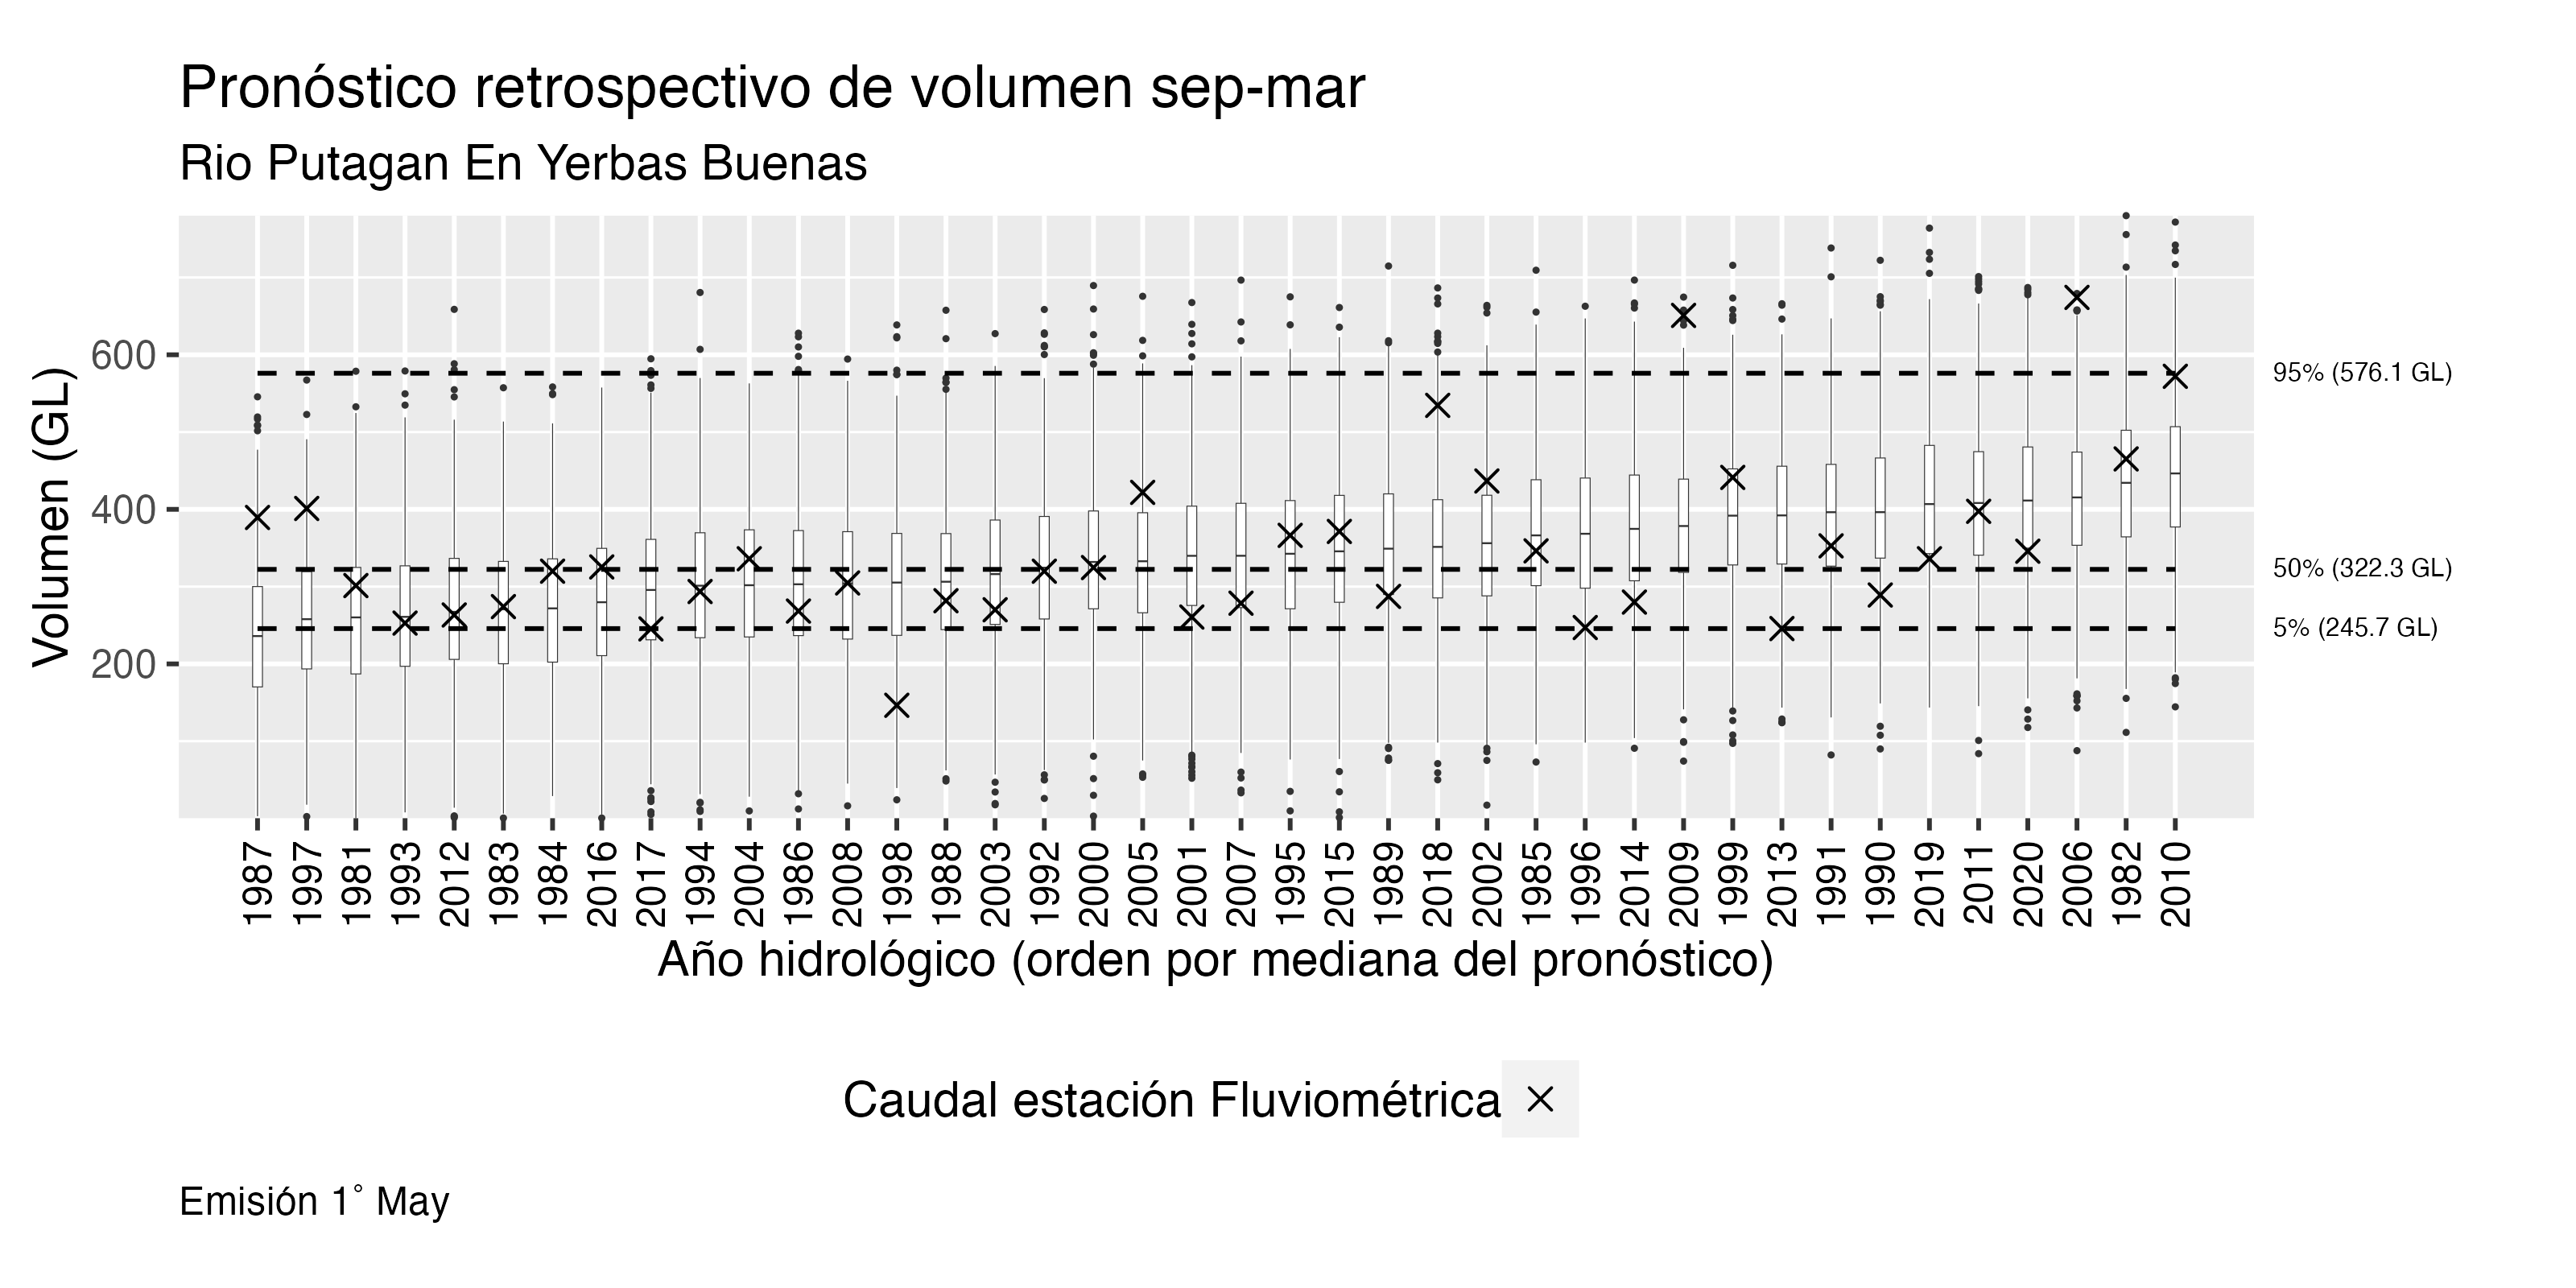 Pronóstico retrospectivo de volumen sep-mar
Rio Putagan En Yerbas Buenas
Volumen (GL)
600
400
200
95% (576.1 GL)
50% (322.3 GL)
5% (245.7 GL)
1987 1997 1981 1993 2012 1983 1984 2016 2017 1994 2004 1986 2008 1998 1988 2003 1992 2000 2005 2001 2007 1995 2015 1989 2018 2002 1985 1996 2014 2009 1999 2013 1991 1990 2019 2011 2020 2006 1982 2010
Año hidrológico (orden por mediana del pronóstico)
Caudal estación Fluviométrica
Emisión 1° May